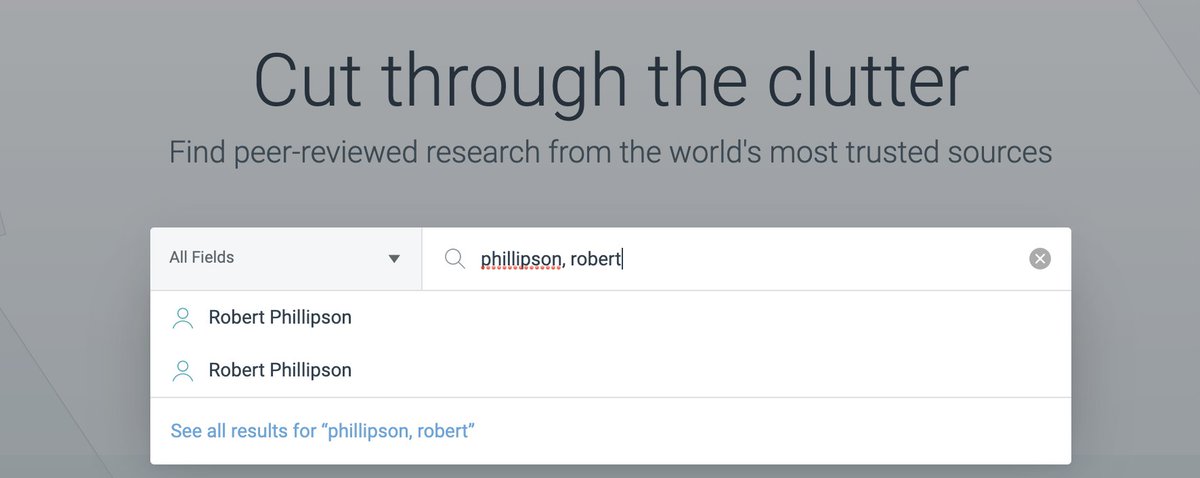 Cut through the clutter
Find peer-reviewed research from the world's most trusted sources
All Fields
phillipson, robert
Robert Phillipson
Robert Phillipson
See all results for “phillipson, robert”